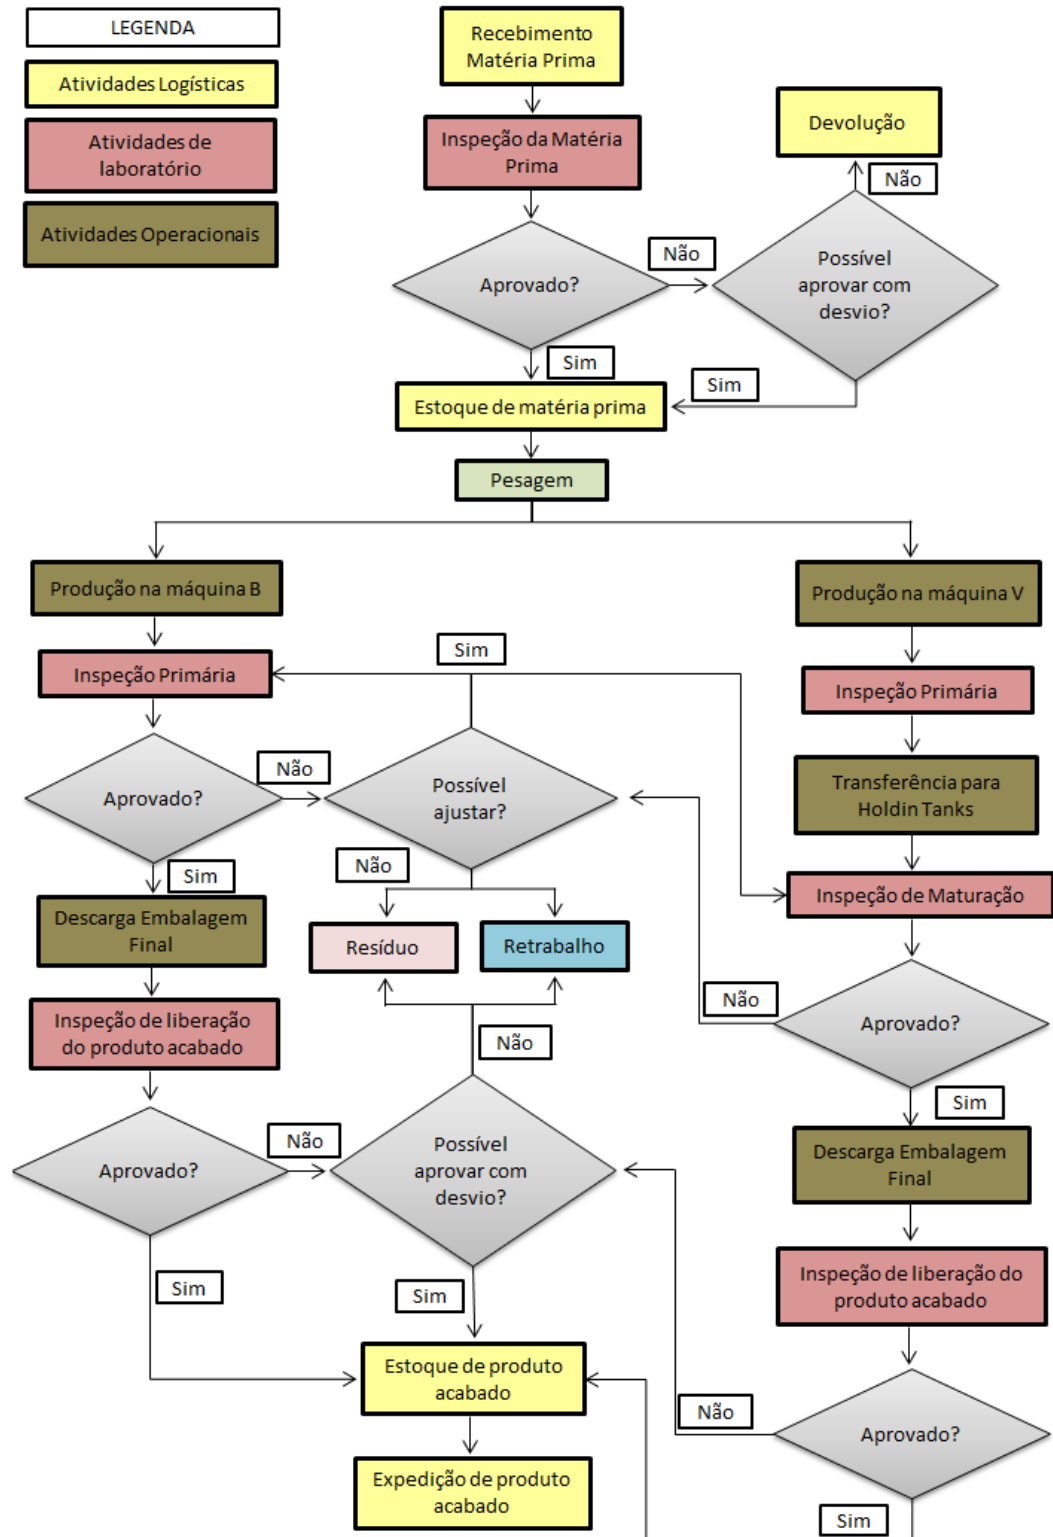 LEGENDA
Atividades Logísticas
Atividades de
laboratório
Atividades Operacionais
Recebimento
Matéria Prima
Inspeção da Matéria
Prima
Devolução
Não
Aprovado?
Não
Possível
aprovar com
desvio?
Sim
Sim
Estoque de matéria prima
Pesagem
Produção na máquina B
Produção na máquina V
Inspeção Primária
Sim
Inspeção Primária
Aprovado?
Não
Possível
ajustar?
Transferência para
Holdin Tanks
Sim
Não
Inspeção de Maturação
Descarga Embalagem
Final
Resíduo
Retrabalho
Não
Aprovado?
Inspeção de liberação
do produto acabado
Não
Sim
Aprovado?
Não
Possível
aprovar com
desvio?
Descarga Embalagem
Final
Sim
Sim
Inspeção de liberação do
produto acabado
Estoque de produto
acabado
Não
Aprovado?
Expedição de produto
acabado
Sim